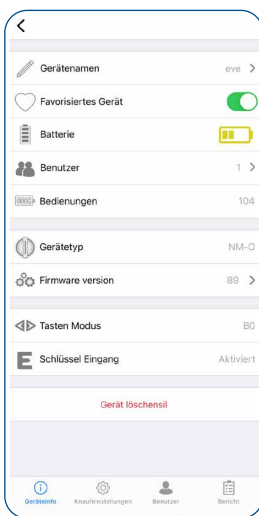 Gerätenamen eve
Favorisiertes Gerät
Batterie
Benutzer 1
Bedienungen 104
Gerätetyp NM-O
Firmware version 89
Tasten Modus B0
E Schlüssel Eingang Aktiviert
Gerät löschensil
Geräteinfo Knaufeinstellungen Benutzer Bericht